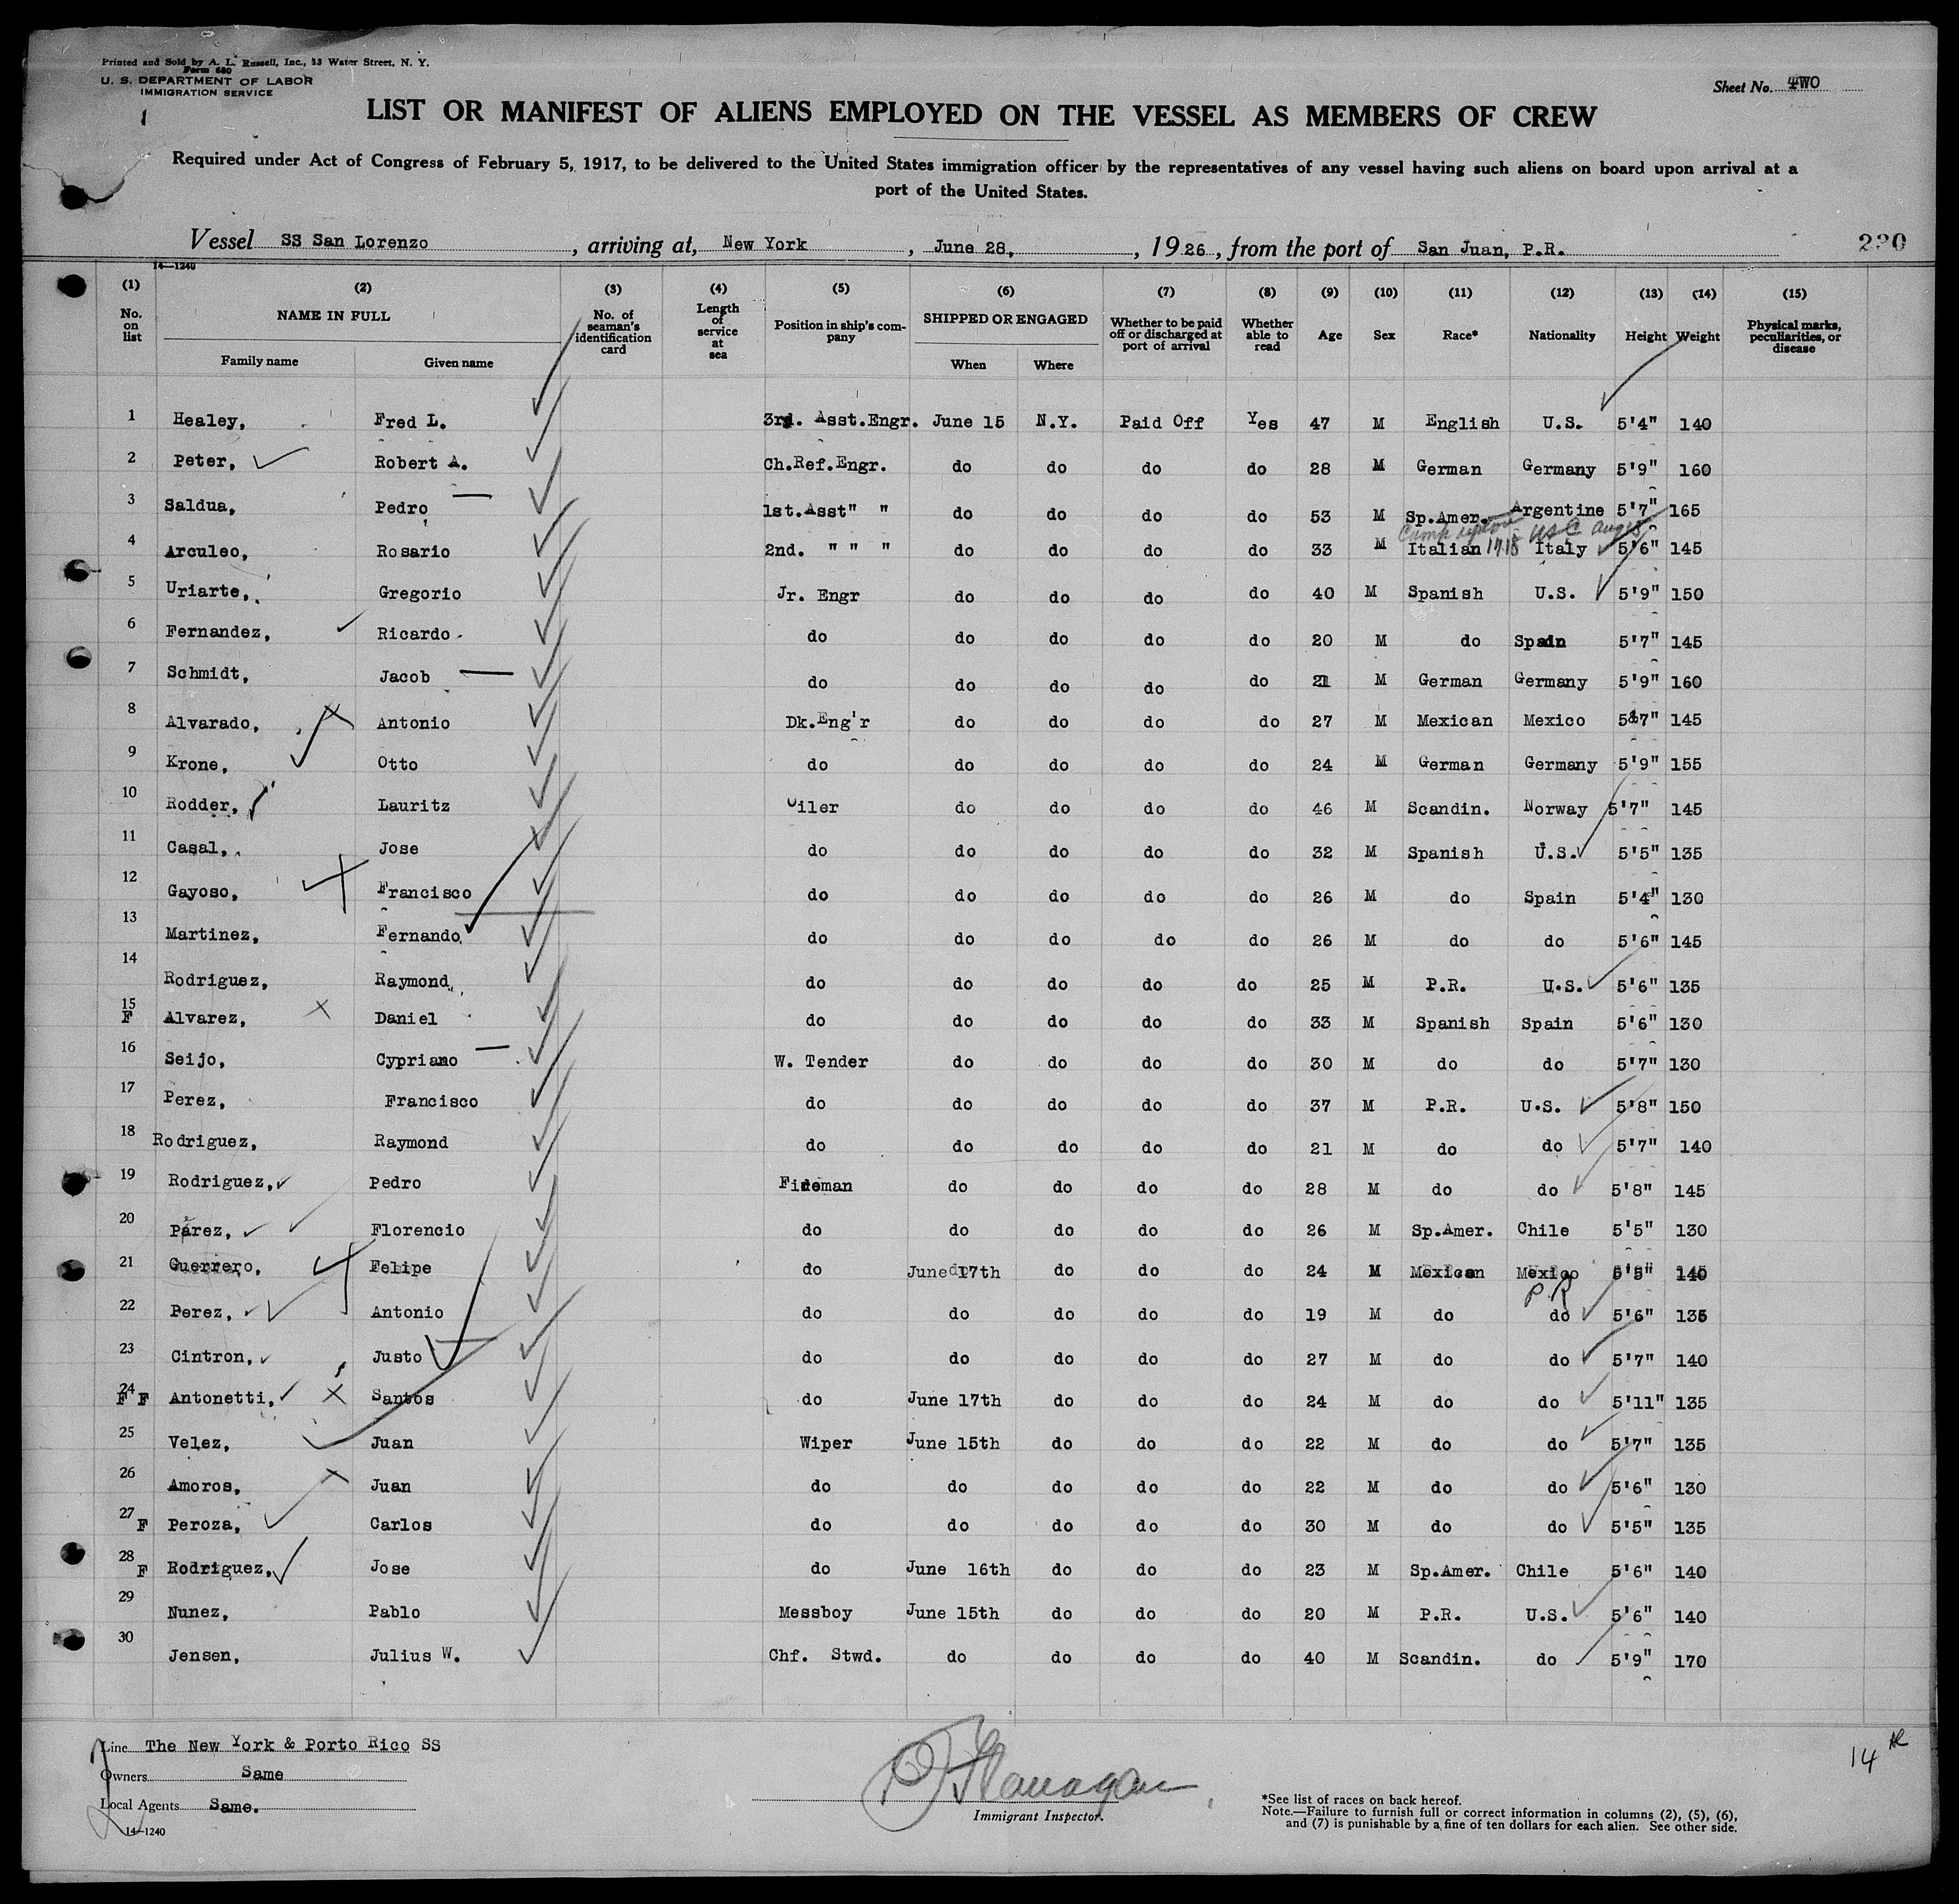 Printed and Sold by A. L. Russell, Inc., 13 Water Street, N. Y.
Form 680
U. S. DEPARTMENT OF LABOR
IMMIGRATION SERVICE
Sheet No. TWO
LIST OR MANIFEST OF ALIENS EMPLOYED ON THE VESSEL AS MEMBERS OF CREW
Required under Act of Congress of February 5, 1917, to be delivered to the United States immigration officer by the representatives of any vessel having such aliens on board upon arrival at a
port of the United States.
Vessel SS San Lorenzo, arriving at, New York, June 28, , 1926, from the port of San Juan, P.R. 220
14—1240
(1) No. on list (2) NAME IN FULL Family name Given name (3) No. of seaman's identification card (4) Length of service at sea (5) Position in ship's company (6) SHIPPED OR ENGAGED When Where (7) Whether to be paid off or discharged at port of arrival (8) Whether able to read (9) Age (10) Sex (11) Race* (12) Nationality (13) Height (14) Weight (15) Physical marks, peculiarities, or disease
1 Healey, Fred L. 3rd. Asst.Engr. June 15 N.Y. Paid Off Yes 47 M English U.S. 5'4" 140
2 Peter, Robert A. Ch.Ref.Engr. do do do do 28 M German Germany 5'9" 160
3 Saldua, Pedro 1st.Asst" " do do do do 53 M Sp.Amer. Argentine 5'7" 165
USC Aug
4 Arculeo, Rosario 2nd. " " " do do do do 33 M Italian 1918 Italy 5'6" 145
5 Uriarte, Gregorio Jr. Engr do do do do 40 M Spanish U.S. 5'9" 150
6 Fernandez, Ricardo do do do do do 20 M do Spain 5'7" 145
7 Schmidt, Jacob do do do do do 21 M German Germany 5'9" 160
8 Alvarado, Antonio Dk.Eng'r do do do do 27 M Mexican Mexico 5'7" 145
9 Krone, Otto do do do do do 24 M German Germany 5'9" 155
10 Rodder, Lauritz Oiler do do do do 46 M Scandin. Norway 5'7" 145
11 Casal, Jose do do do do do 32 M Spanish U.S. 5'5" 135
12 Gayoso, Francisco do do do do do 26 M do Spain 5'4" 130
13 Martinez, Fernando do do do do do 26 M do do 5'6" 145
14 Rodriguez, Raymond do do do do do 25 M P.R. U.S. 5'6" 135
15 F Alvarez, Daniel do do do do do 33 M Spanish Spain 5'6" 130
16 Seijo, Cypriano W. Tender do do do do 30 M do do 5'7" 130
17 Perez, Francisco do do do do do 37 M P.R. U.S. 5'8" 150
18 Rodriguez, Raymond do do do do do 21 M do do 5'7" 140
19 Rodriguez, Pedro Fireman do do do do 28 M do do 5'8" 145
20 Parez, Florencio do do do do do 26 M Sp.Amer. Chile 5'5" 130
21 Guerrero, Felipe do June 17th do do do 24 M Mexican Mexico 140
P.R
22 Perez, Antonio do do do do do 19 M do do 5'6" 135
23 Cintron, Justo do do do do do 27 M do do 5'7" 140
24 F F Antonetti, Santos do June 17th do do do 24 M do do 5'11" 135
25 Velez, Juan Wiper June 15th do do do 22 M do do 5'7" 135
26 Amoros, Juan do do do do do 22 M do do 5'6" 130
27 F Peroza, Carlos do do do do do 30 M do do 5'5" 135
28 F Rodriguez, Jose do June 16th do do do 23 M Sp.Amer. Chile 5'6" 140
29 Nunez, Pablo Messboy June 15th do do do 20 M P.R. U.S. 5'6" 140
30 Jensen, Julius W. Chf. Stwd. do do do do 40 M Scandin. do 5'9" 170
Line The New York & Porto Rico SS
Owners Same
Local Agents Same.
14—1240
Flanagan
Immigrant Inspector.
14
*See list of races on back hereof.
Note.—Failure to furnish full or correct information in columns (2), (5), (6),
and (7) is punishable by a fine of ten dollars for each alien. See other side.